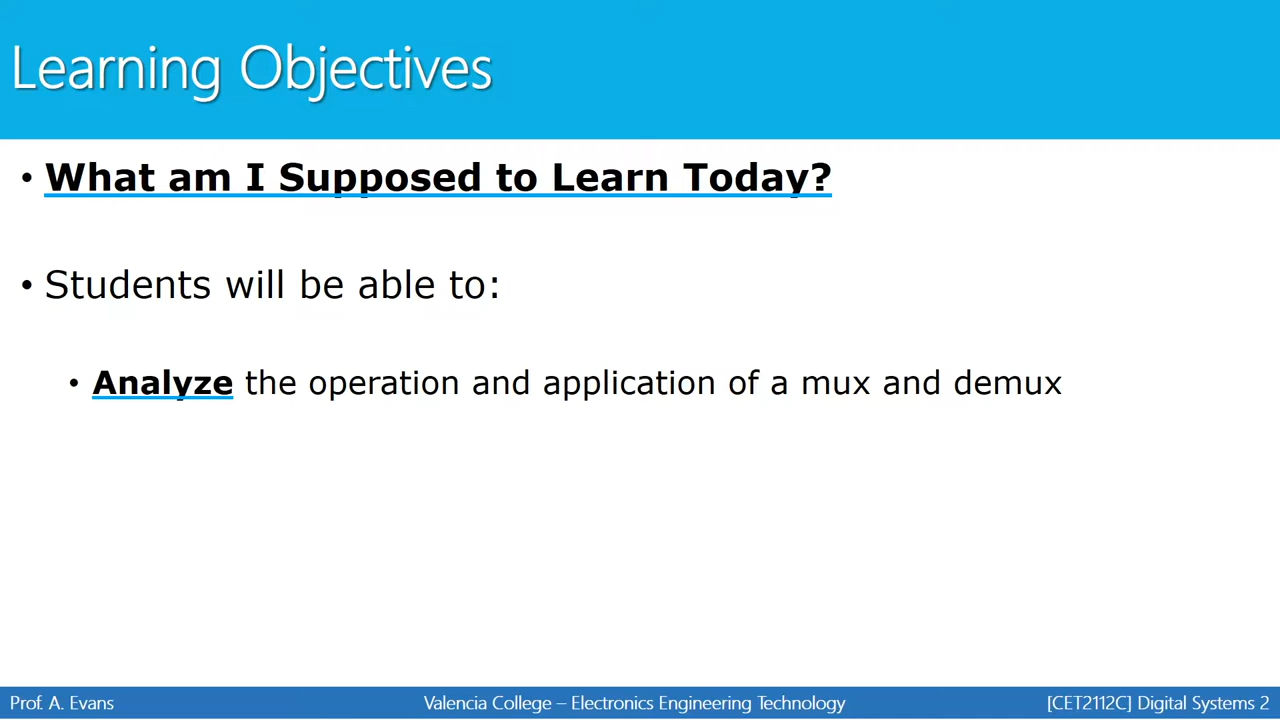 Learning Objectives
• What am I Supposed to Learn Today?
• Students will be able to:
• Analyze the operation and application of a mux and demux
Prof. A. Evans
Valencia College – Electronics Engineering Technology
[CET2112C] Digital Systems 2